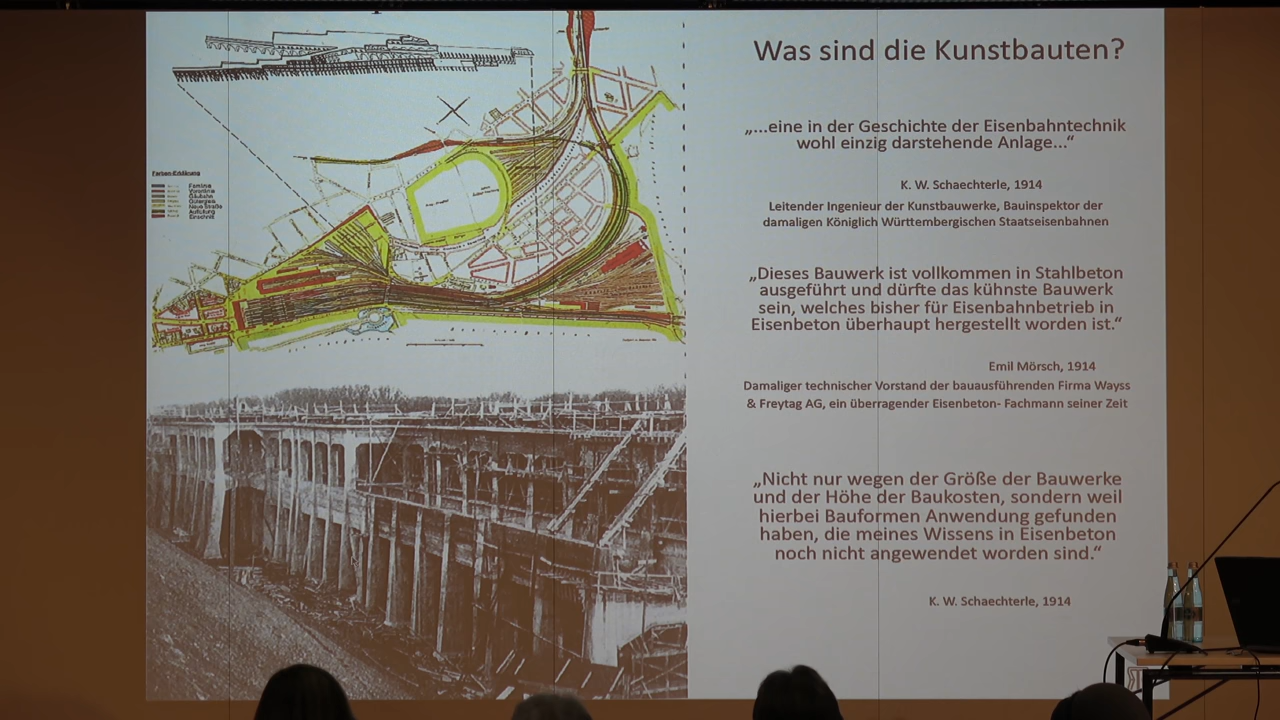 Was sind die Kunstbauten?
„...eine in der Geschichte der Eisenbahntechnik
wohl einzig darstehende Anlage...“
K. W. Schaechterle, 1914
Leitender Ingenieur der Kunstbauwerke, Bauinspektor der
damaligen Königlich Württembergischen Staatseisenbahnen
„Dieses Bauwerk ist vollkommen in Stahlbeton
ausgeführt und dürfte das kühnste Bauwerk
sein, welches bisher für Eisenbahnbetrieb in
Eisenbeton überhaupt hergestellt worden ist.“
Emil Mörsch, 1914
Damaliger technischer Vorstand der bauausführenden Firma Wayss
& Freytag AG, ein überragender Eisenbeton- Fachmann seiner Zeit
„Nicht nur wegen der Größe der Bauwerke
und der Höhe der Baukosten, sondern weil
hierbei Bauformen Anwendung gefunden
haben, die meines Wissens in Eisenbeton
noch nicht angewendet worden sind.“
K. W. Schaechterle, 1914
Farben-Erklärung